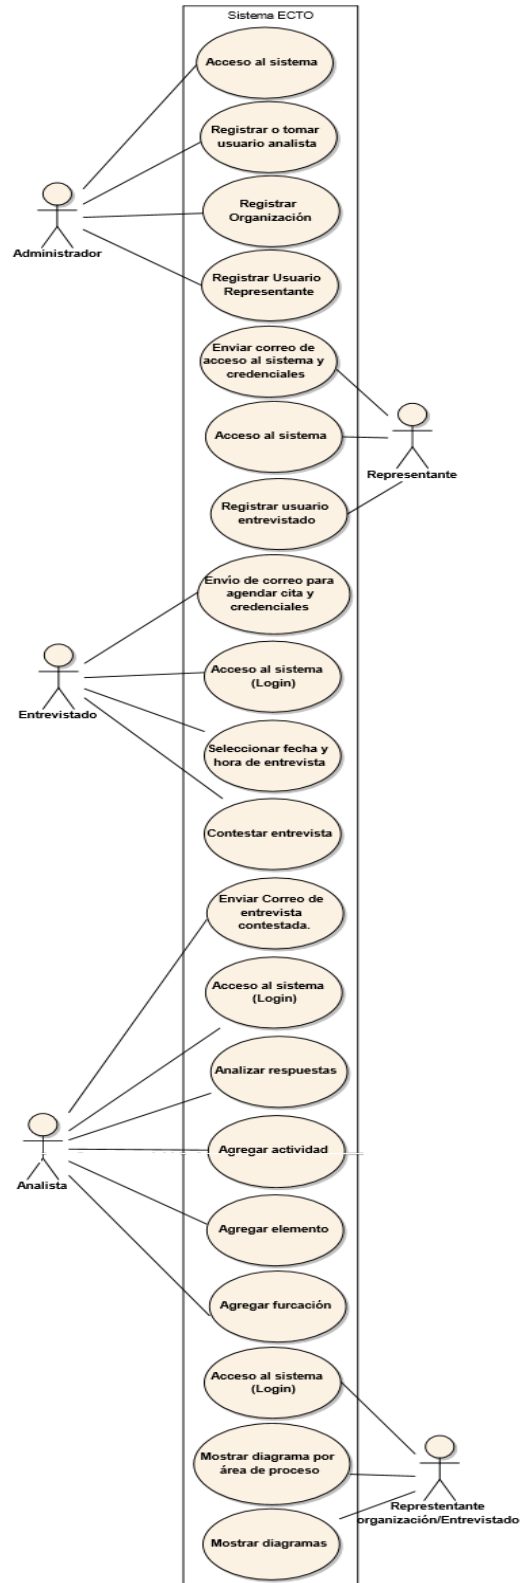 Sistema ECTO
Acceso al sistema
Registrar o tomar
usuario analista
Registrar
Organización
Administrador
Registrar Usuario
Representante
Enviar correo de
acceso al sistema y
credenciales
Acceso al sistema
Representante
Registrar usuario
entrevistado
Envío de correo para
agendar cita y
credenciales
Acceso al sistema
(Login)
Entrevistado
Seleccionar fecha y
hora de entrevista
Contestar entrevista
Enviar Correo de
entrevista
contestada.
Acceso al sistema
(Login)
Analizar respuestas
Agregar actividad
Analista
Agregar elemento
Agregar furcación
Acceso al sistema
(Login)
Mostrar diagrama por
área de proceso
Represtentante
organización/Entrevistado
Mostrar diagramas